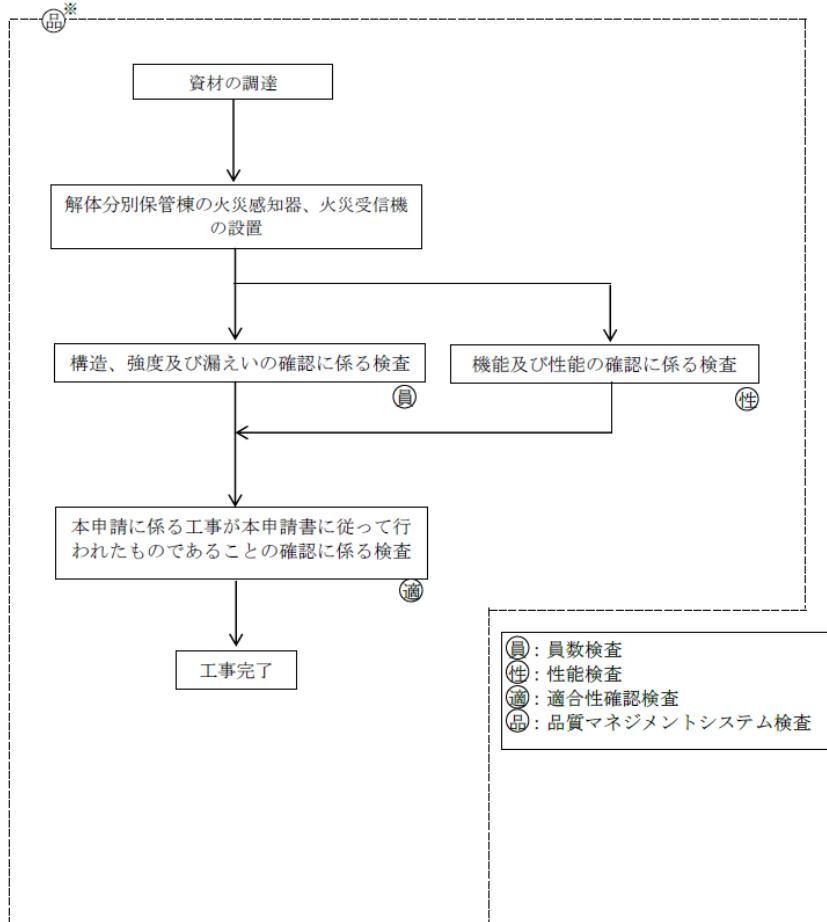 品※
資材の調達
解体分別保管棟の火災感知器、火災受信機
の設置
構造、強度及び漏えいの確認に係る検査
員
機能及び性能の確認に係る検査
性
本申請に係る工事が本申請書に従って行
われたものであることの確認に係る検査
適
工事完了
員：員数検査
性：性能検査
適：適合性確認検査
品：品質マネジメントシステム検査